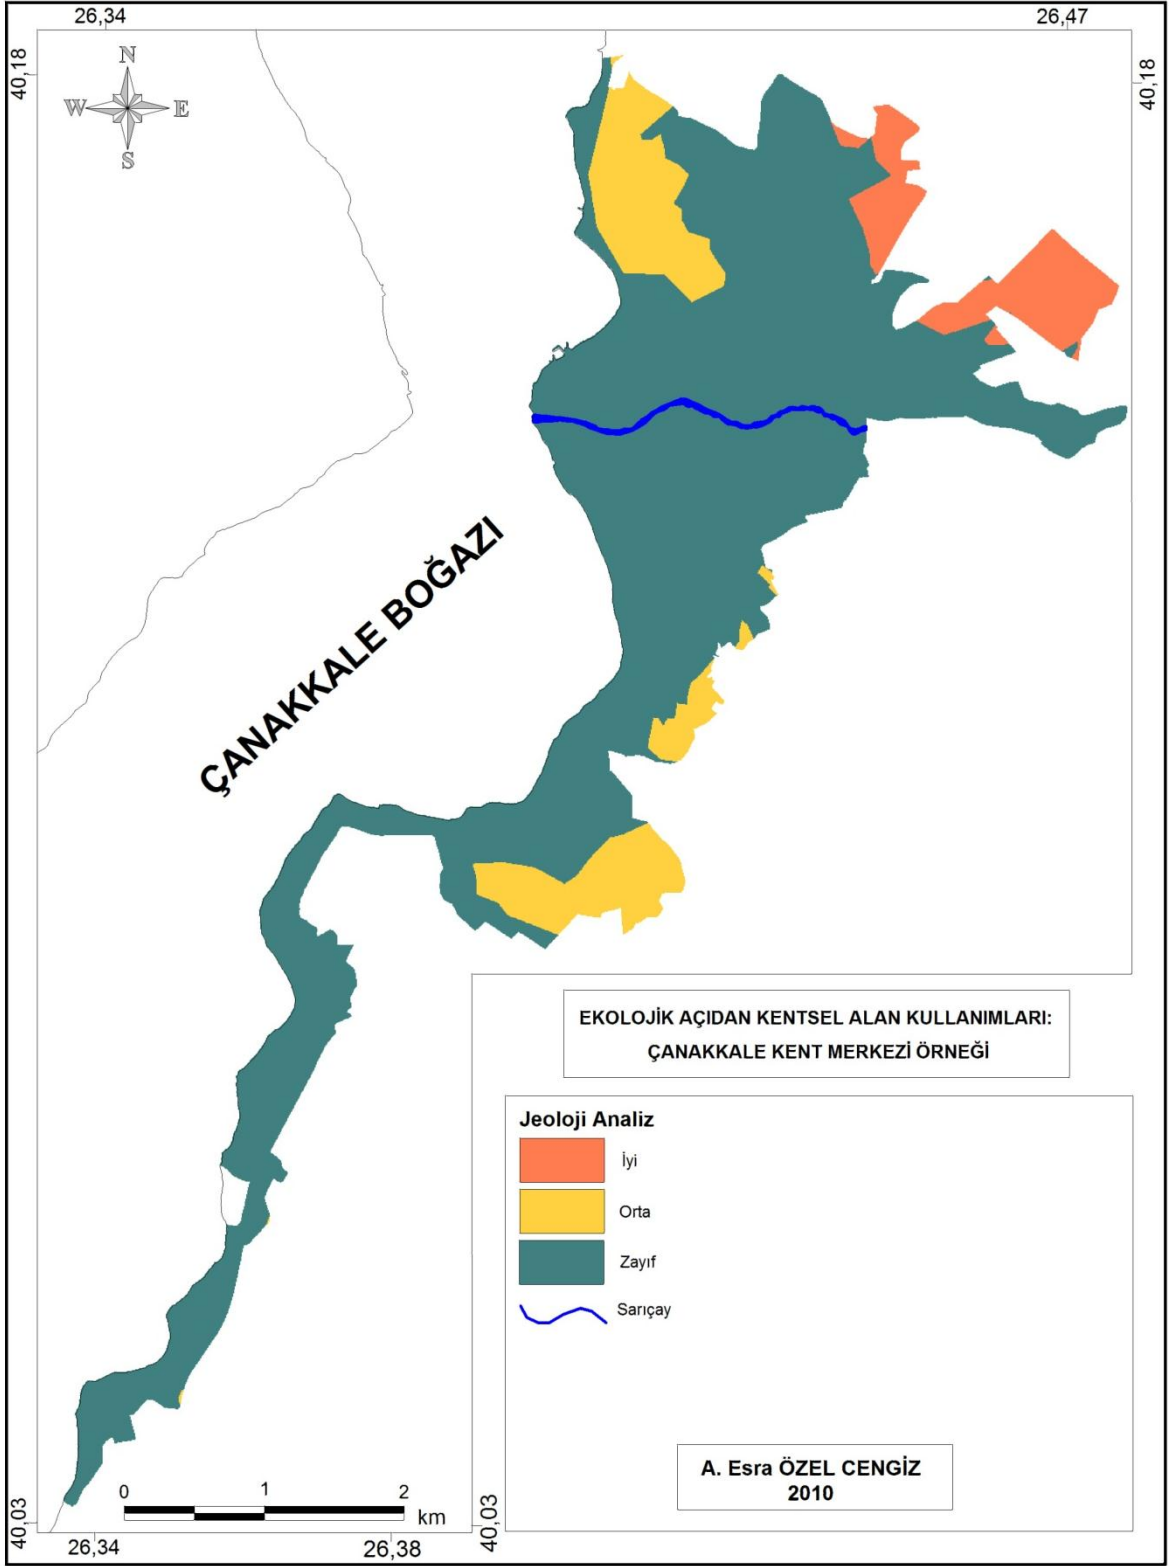 26,34
26,47
40,18
40,18
N
W
E
S
ÇANAKKALE BOĞAZI
EKOLOJİK AÇIDAN KENTSEL ALAN KULLANIMLARI:
ÇANAKKALE KENT MERKEZİ ÖRNEĞİ
Jeoloji Analiz
İyi
Orta
Zayıf
Sarıçay
A. Esra ÖZEL CENGİZ
2010
0
1
2
km
40,03
40,03
26,34
26,38